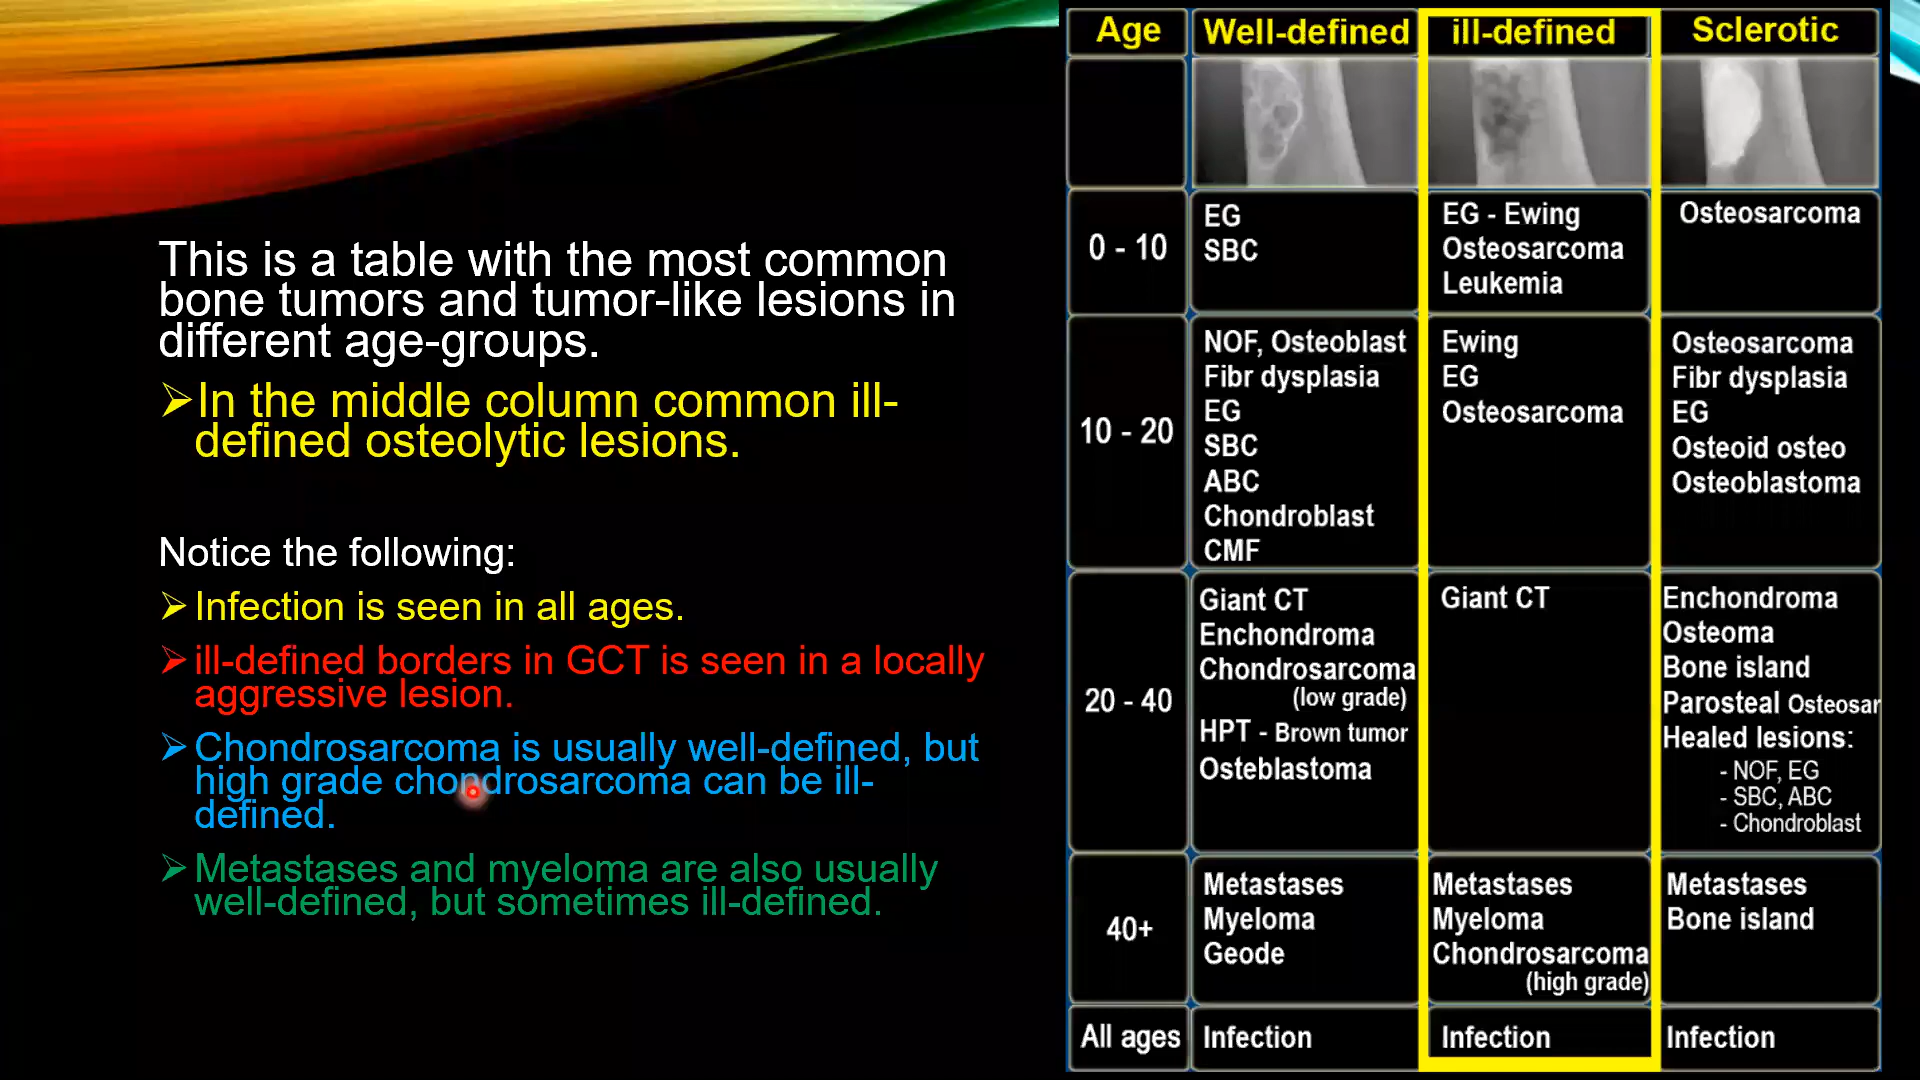 This is a table with the most common
bone tumors and tumor-like lesions in
different age-groups.
➢In the middle column common ill-
defined osteolytic lesions.
Notice the following:
➢Infection is seen in all ages.
➢ill-defined borders in GCT is seen in a locally
aggressive lesion.
➢Chondrosarcoma is usually well-defined, but
high grade chondrosarcoma can be ill-
defined.
➢Metastases and myeloma are also usually
well-defined, but sometimes ill-defined.
Age Well-defined ill-defined Sclerotic
0 - 10
EG
SBC
EG - Ewing
Osteosarcoma
Leukemia
Osteosarcoma
10 - 20
NOF, Osteoblast
Fibr dysplasia
EG
SBC
ABC
Chondroblast
CMF
Ewing
EG
Osteosarcoma
Osteosarcoma
Fibr dysplasia
EG
Osteoid osteo
Osteoblastoma
20 - 40
Giant CT
Enchondroma
Chondrosarcoma
(low grade)
HPT - Brown tumor
Osteblastoma
Giant CT
Enchondroma
Osteoma
Bone island
Parosteal Osteosar
Healed lesions:
- NOF, EG
- SBC, ABC
- Chondroblast
40+
Metastases
Myeloma
Geode
Metastases
Myeloma
Chondrosarcoma
(high grade)
Metastases
Bone island
All ages Infection Infection Infection